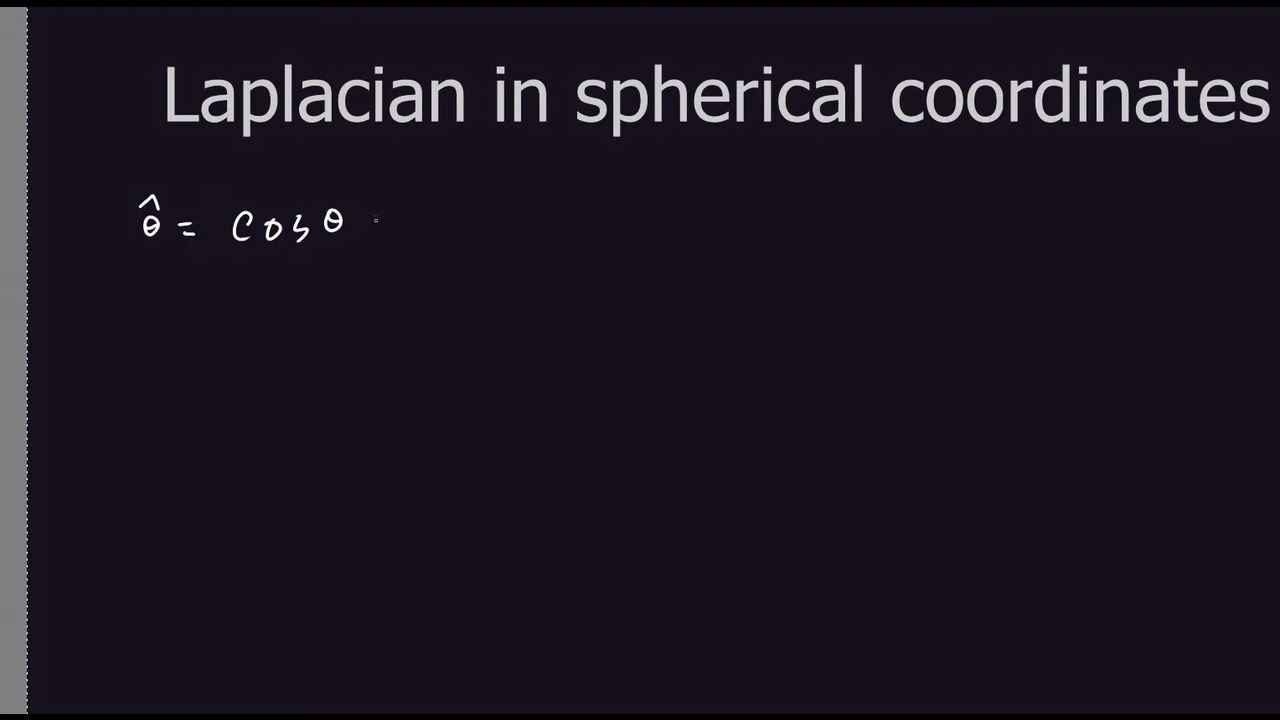 Laplacian in spherical coordinates
θ̂ = cos θ